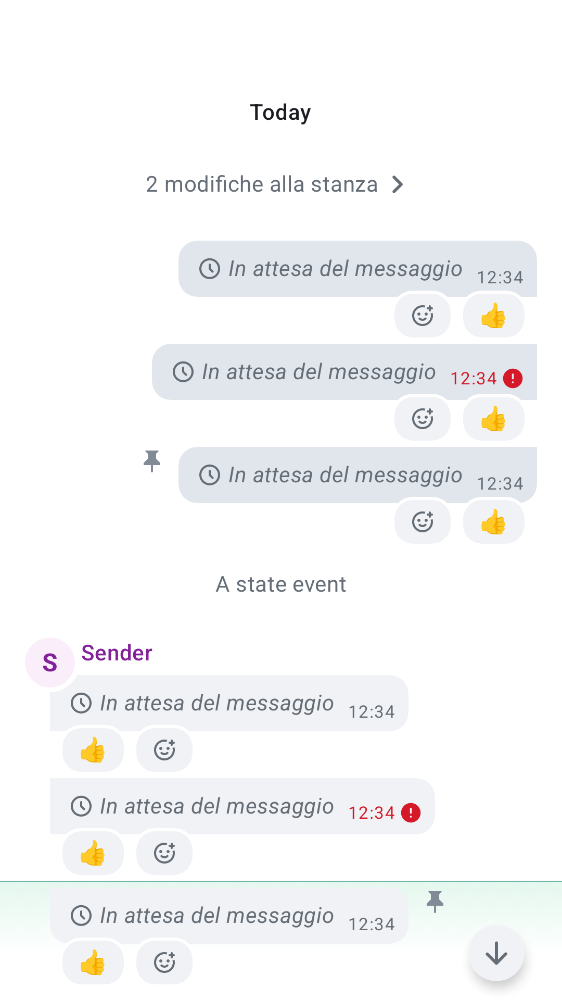 Today
2 modifiche alla stanza
In attesa del messaggio 12:34
In attesa del messaggio 12:34
In attesa del messaggio 12:34
A state event
S Sender
In attesa del messaggio 12:34
In attesa del messaggio 12:34
In attesa del messaggio 12:34